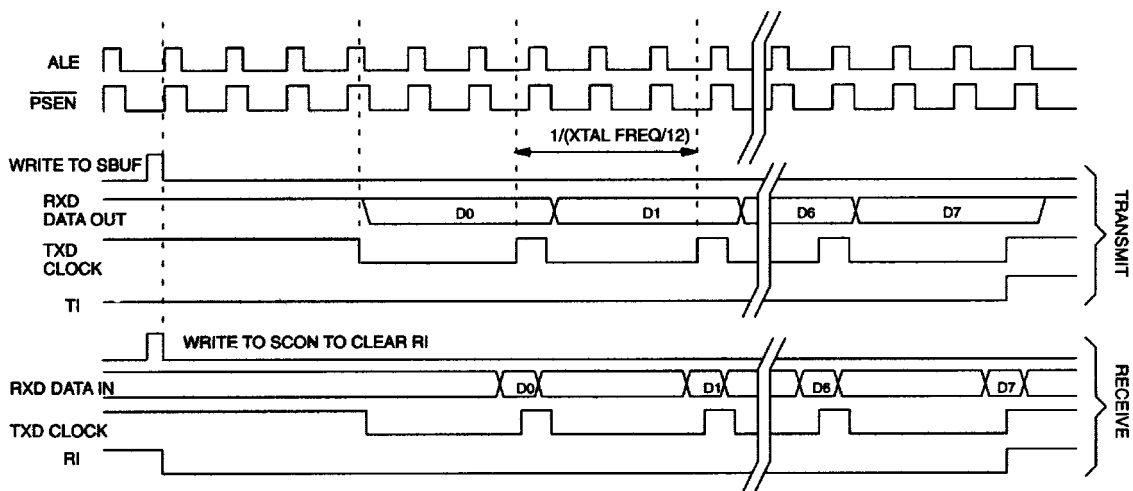 ALE
PSEN
1/(XTAL FREQ/12)
WRITE TO SBUF
RXD
DATA OUT
D0
D1
D6
D7
TXD
CLOCK
TI
TRANSMIT
WRITE TO SCON TO CLEAR RI
RXD DATA IN
D0
D1
D6
D7
TXD CLOCK
RI
RECEIVE